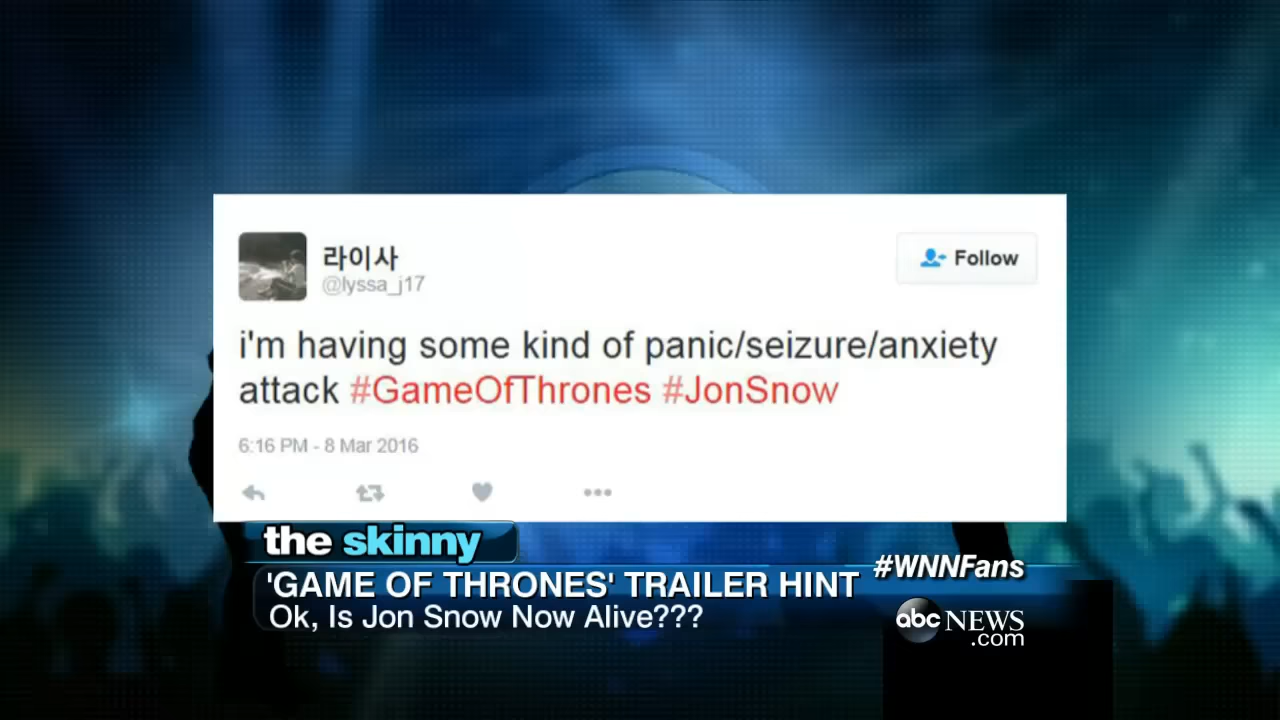 라이사
@lyssa_j17
Follow
i'm having some kind of panic/seizure/anxiety
attack #GameOfThrones #JonSnow
6:16 PM - 8 Mar 2016
the skinny
#WNNFans
'GAME OF THRONES' TRAILER HINT
Ok, Is Jon Snow Now Alive???
abc NEWS
.com